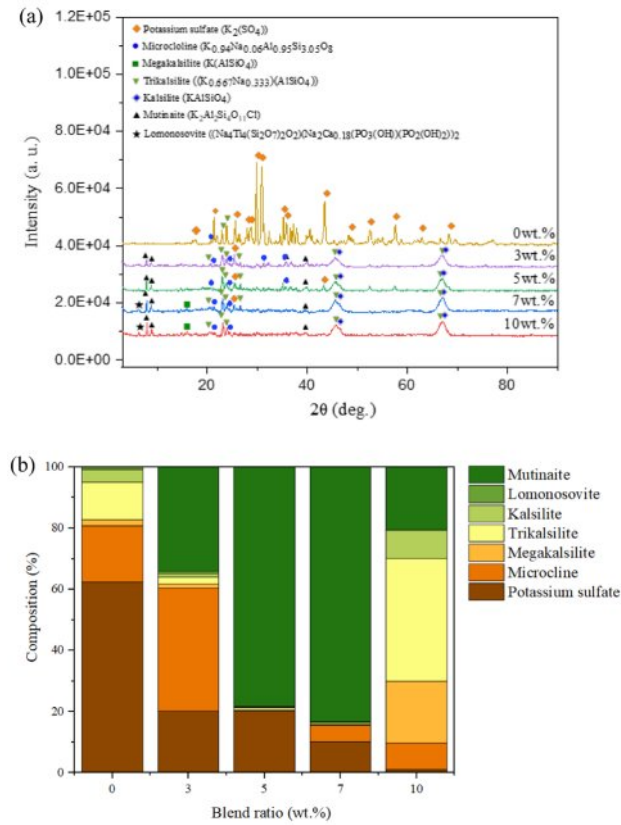 (a)
1.2E+05
1.0E+05
8.0E+04
6.0E+04
4.0E+04
2.0E+04
0.0E+00
Intensity (a. u.)
Potassium sulfate (K2(SO4))
Microcloline (K0.94Na0.06Al0.95Si3.05O8
Megakalsilite (K(AlSiO4))
Trikalsilite ((K0.667Na0.333)(AlSiO4))
Kalsilite (KAlSiO4)
Mutinaite (K3Al2Si4O11Cl)
Lomonosovite ((Na4Ti4(Si2O7)2O2)(Na2Ca0.18(PO3(OH)(PO2(OH)2))2
0wt.%
3wt.%
5wt.%
7wt.%
10wt.%
20 40 60 80
2θ (deg.)
(b)
100
80
60
40
20
0
Composition (%)
0 3 5 7 10
Blend ratio (wt.%)
Mutinaite
Lomonosovite
Kalsilite
Trikalsilite
Megakalsilite
Microcline
Potassium sulfate